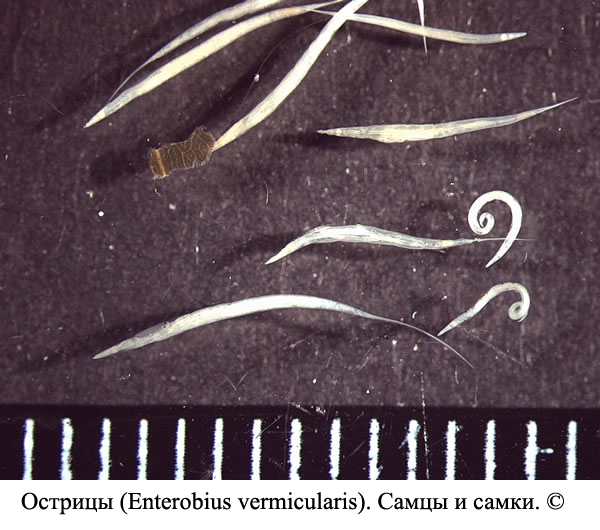 Острицы (Enterobius vermicularis). Самцы и самки. ©